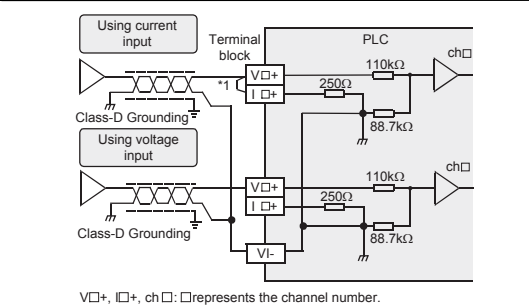 Using current
input
Terminal
block
PLC
ch□
110kΩ
V□+
*1
250Ω
I □+
88.7kΩ
Class-D Grounding
Using voltage
input
ch□
110kΩ
V□+
250Ω
I □+
88.7kΩ
Class-D Grounding
VI-
V□+, I□+, ch □: □represents the channel number.